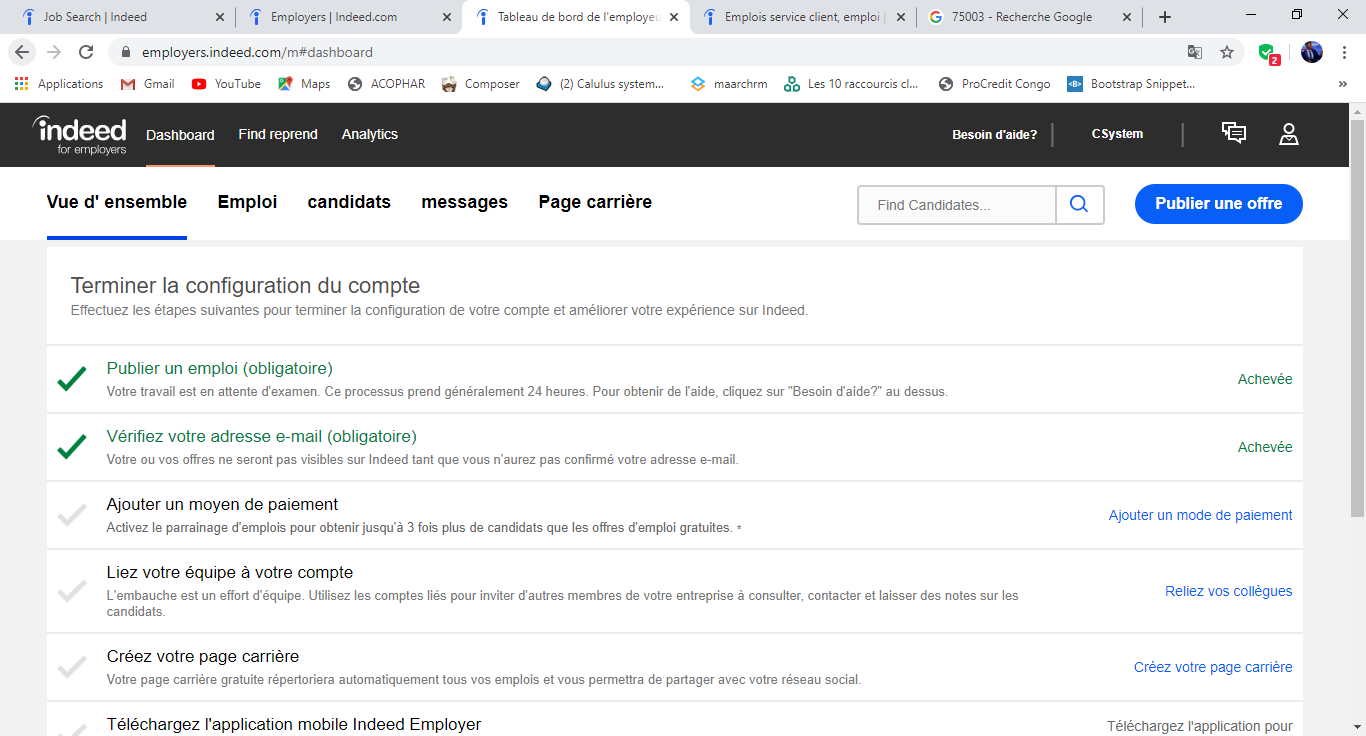 Job Search | Indeed
Employers | Indeed.com
Tableau de bord de l'employeu
Emplois service client, emploi |
75003 - Recherche Google
employers.indeed.com/m#dashboard
2
Applications
Gmail
YouTube
Maps
ACOPHAR
Composer
(2) Calulus system...
maarchrm
Les 10 raccourcis cl...
ProCredit Congo
Bootstrap Snippet...
»
indeed
for employers
Dashboard
Find reprend
Analytics
Besoin d'aide?
CSystem
Vue d' ensemble
Emploi
candidats
messages
Page carrière
Find Candidates...
Publier une offre
Terminer la configuration du compte
Effectuez les étapes suivantes pour terminer la configuration de votre compte et améliorer votre expérience sur Indeed.
Publier un emploi (obligatoire)
Votre travail est en attente d'examen. Ce processus prend généralement 24 heures. Pour obtenir de l'aide, cliquez sur "Besoin d'aide?" au dessus.
Achevée
Vérifiez votre adresse e-mail (obligatoire)
Votre ou vos offres ne seront pas visibles sur Indeed tant que vous n'aurez pas confirmé votre adresse e-mail.
Achevée
Ajouter un moyen de paiement
Activez le parrainage d'emplois pour obtenir jusqu'à 3 fois plus de candidats que les offres d'emploi gratuites. *
Ajouter un mode de paiement
Liez votre équipe à votre compte
L'embauche est un effort d'équipe. Utilisez les comptes liés pour inviter d'autres membres de votre entreprise à consulter, contacter et laisser des notes sur les
candidats.
Reliez vos collègues
Créez votre page carrière
Votre page carrière gratuite répertoriera automatiquement tous vos emplois et vous permettra de partager avec votre réseau social.
Créez votre page carrière
Téléchargez l'application mobile Indeed Employer
Téléchargez l'application pour